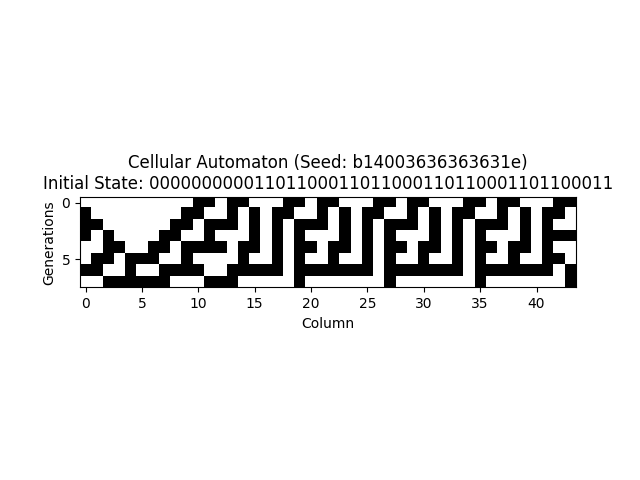 Cellular Automaton (Seed: b14003636363631e)
Initial State: 00000000001101100011011000110110001101100011
Generations
0
5
0 5 10 15 20 25 30 35 40
Column